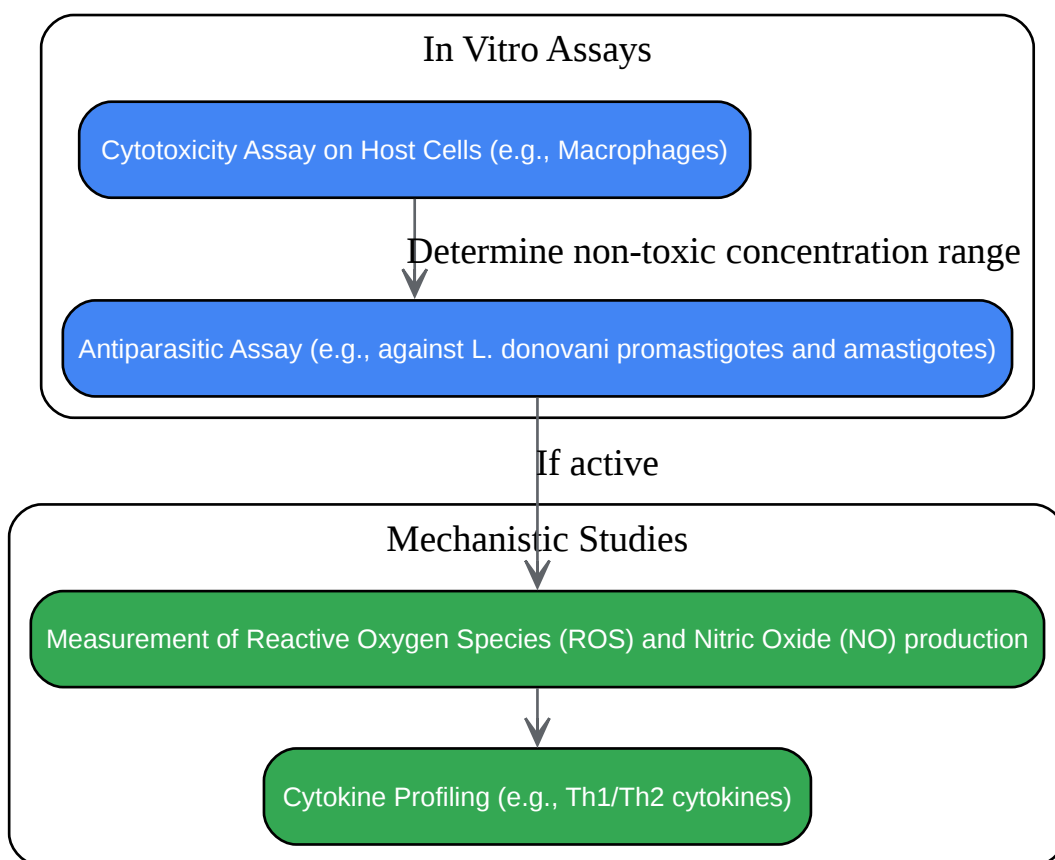 In Vitro Assays
Cytotoxicity Assay on Host Cells (e.g., Macrophages)
Determine non-toxic concentration range
Antiparasitic Assay (e.g., against L. donovani promastigotes and amastigotes)
If active
Mechanistic Studies
Measurement of Reactive Oxygen Species (ROS) and Nitric Oxide (NO) production
Cytokine Profiling (e.g., Th1/Th2 cytokines)